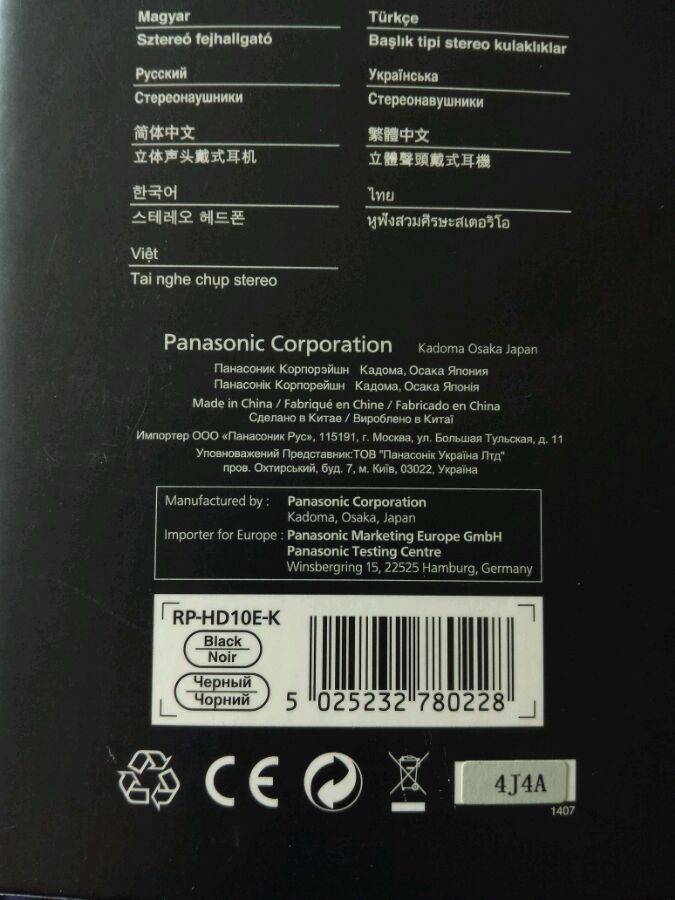 Magyar
Sztereó fejhallgató
Türkçe
Başlık tipi stereo kulaklıklar
Русский
Стереонаушники
Українська
Стереонавушники
简体中文
立体声头戴式耳机
繁體中文
立體聲頭戴式耳機
한국어
스테레오 헤드폰
ไทย
หูฟังสวมศีรษะสเตอริโอ
Việt
Tai nghe chụp stereo
Panasonic Corporation Kadoma Osaka Japan
Панасоник Корпорэйшн Кадома, Осака Япония
Панасонік Корпорейшн Кадома, Осака Японія
Made in China / Fabriqué en Chine / Fabricado en China
Сделано в Китае / Вироблено в Китаї
Импортер ООО «Панасоник Рус», 115191, г. Москва, ул. Большая Тульская, д. 11
Уповноважений Представник:ТОВ "Панасонік Україна Лтд"
пров. Охтирський, буд. 7, м. Київ, 03022, Україна
Manufactured by : Panasonic Corporation
Kadoma, Osaka, Japan
Importer for Europe : Panasonic Marketing Europe GmbH
Panasonic Testing Centre
Winsbergring 15, 22525 Hamburg, Germany
RP-HD10E-K
Black
Noir
Черный
Чорний
5 025232 780228
CE
4J4A
1407